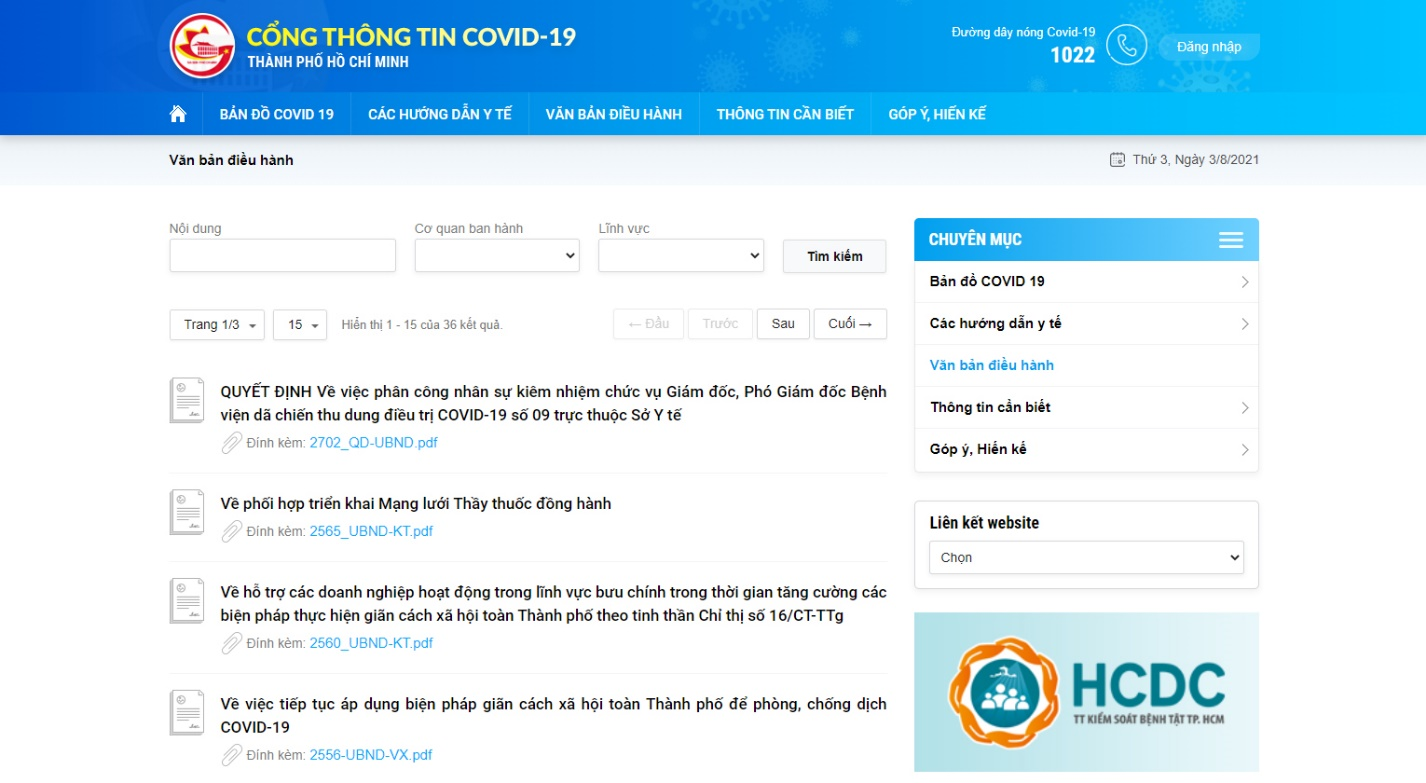 CỔNG THÔNG TIN COVID-19
THÀNH PHỐ HỒ CHÍ MINH
Đường dây nóng Covid-19
1022
Đăng nhập
BẢN ĐỒ COVID 19
CÁC HƯỚNG DẪN Y TẾ
VĂN BẢN ĐIỀU HÀNH
THÔNG TIN CẦN BIẾT
GÓP Ý, HIẾN KẾ
Văn bản điều hành
Thứ 3, Ngày 3/8/2021
Nội dung
Cơ quan ban hành
Lĩnh vực
Tìm kiếm
Trang 1/3
15
Hiển thị 1 - 15 của 36 kết quả.
← Đầu
Trước
Sau
Cuối →
QUYẾT ĐỊNH Về việc phân công nhân sự kiêm nhiệm chức vụ Giám đốc, Phó Giám đốc Bệnh
viện dã chiến thu dung điều trị COVID-19 số 09 trực thuộc Sở Y tế
Đính kèm: 2702_QD-UBND.pdf
Về phối hợp triển khai Mạng lưới Thầy thuốc đồng hành
Đính kèm: 2565_UBND-KT.pdf
Về hỗ trợ các doanh nghiệp hoạt động trong lĩnh vực bưu chính trong thời gian tăng cường các
biện pháp thực hiện giãn cách xã hội toàn Thành phố theo tinh thần Chỉ thị số 16/CT-TTg
Đính kèm: 2560_UBND-KT.pdf
Về việc tiếp tục áp dụng biện pháp giãn cách xã hội toàn Thành phố để phòng, chống dịch
COVID-19
Đính kèm: 2556-UBND-VX.pdf
CHUYÊN MỤC
Bản đồ COVID 19
Các hướng dẫn y tế
Văn bản điều hành
Thông tin cần biết
Góp ý, Hiến kế
Liên kết website
Chọn
HCDC
TT KIỂM SOÁT BỆNH TẬT TP. HCM